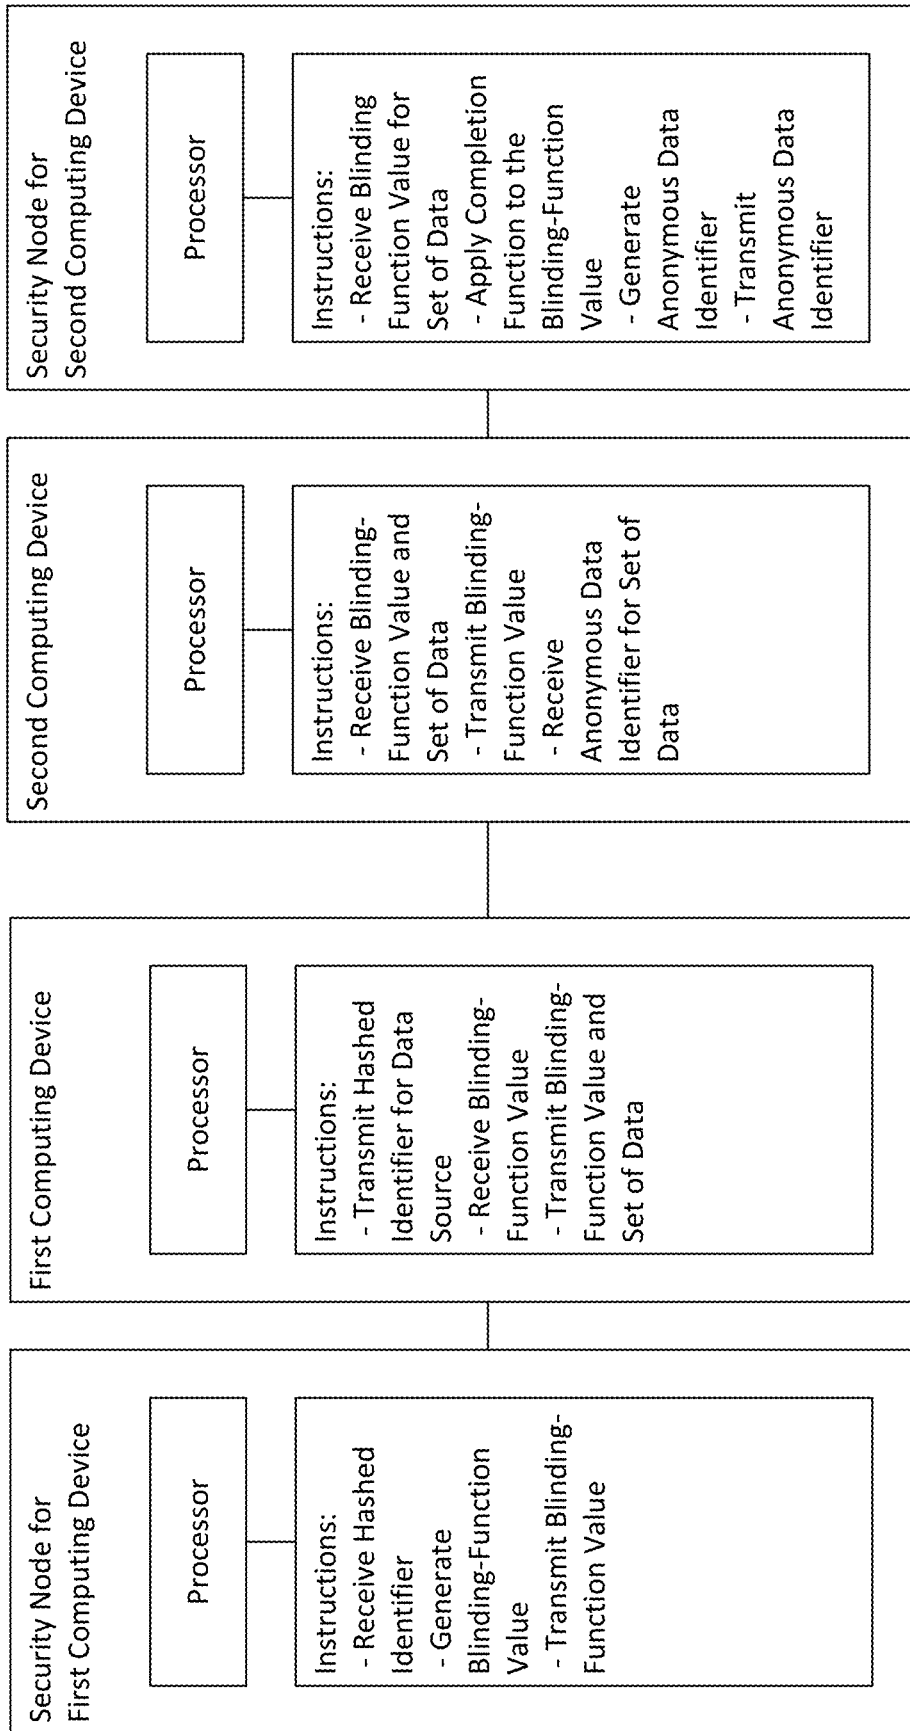 Security Node for
First Computing Device
Processor
Instructions:
- Receive Hashed
Identifier
- Generate
Blinding-Function
Value
- Transmit Blinding-
Function Value
First Computing Device
Processor
Instructions:
- Transmit Hashed
Identifier for Data
Source
- Receive Blinding-
Function Value
- Transmit Blinding-
Function Value and
Set of Data
Second Computing Device
Processor
Instructions:
- Receive Blinding-
Function Value and
Set of Data
- Transmit Blinding-
Function Value
- Receive
Anonymous Data
Identifier for Set of
Data
Security Node for
Second Computing Device
Processor
Instructions:
- Receive Blinding
Function Value for
Set of Data
- Apply Completion
Function to the
Blinding-Function
Value
- Generate
Anonymous Data
Identifier
- Transmit
Anonymous Data
Identifier